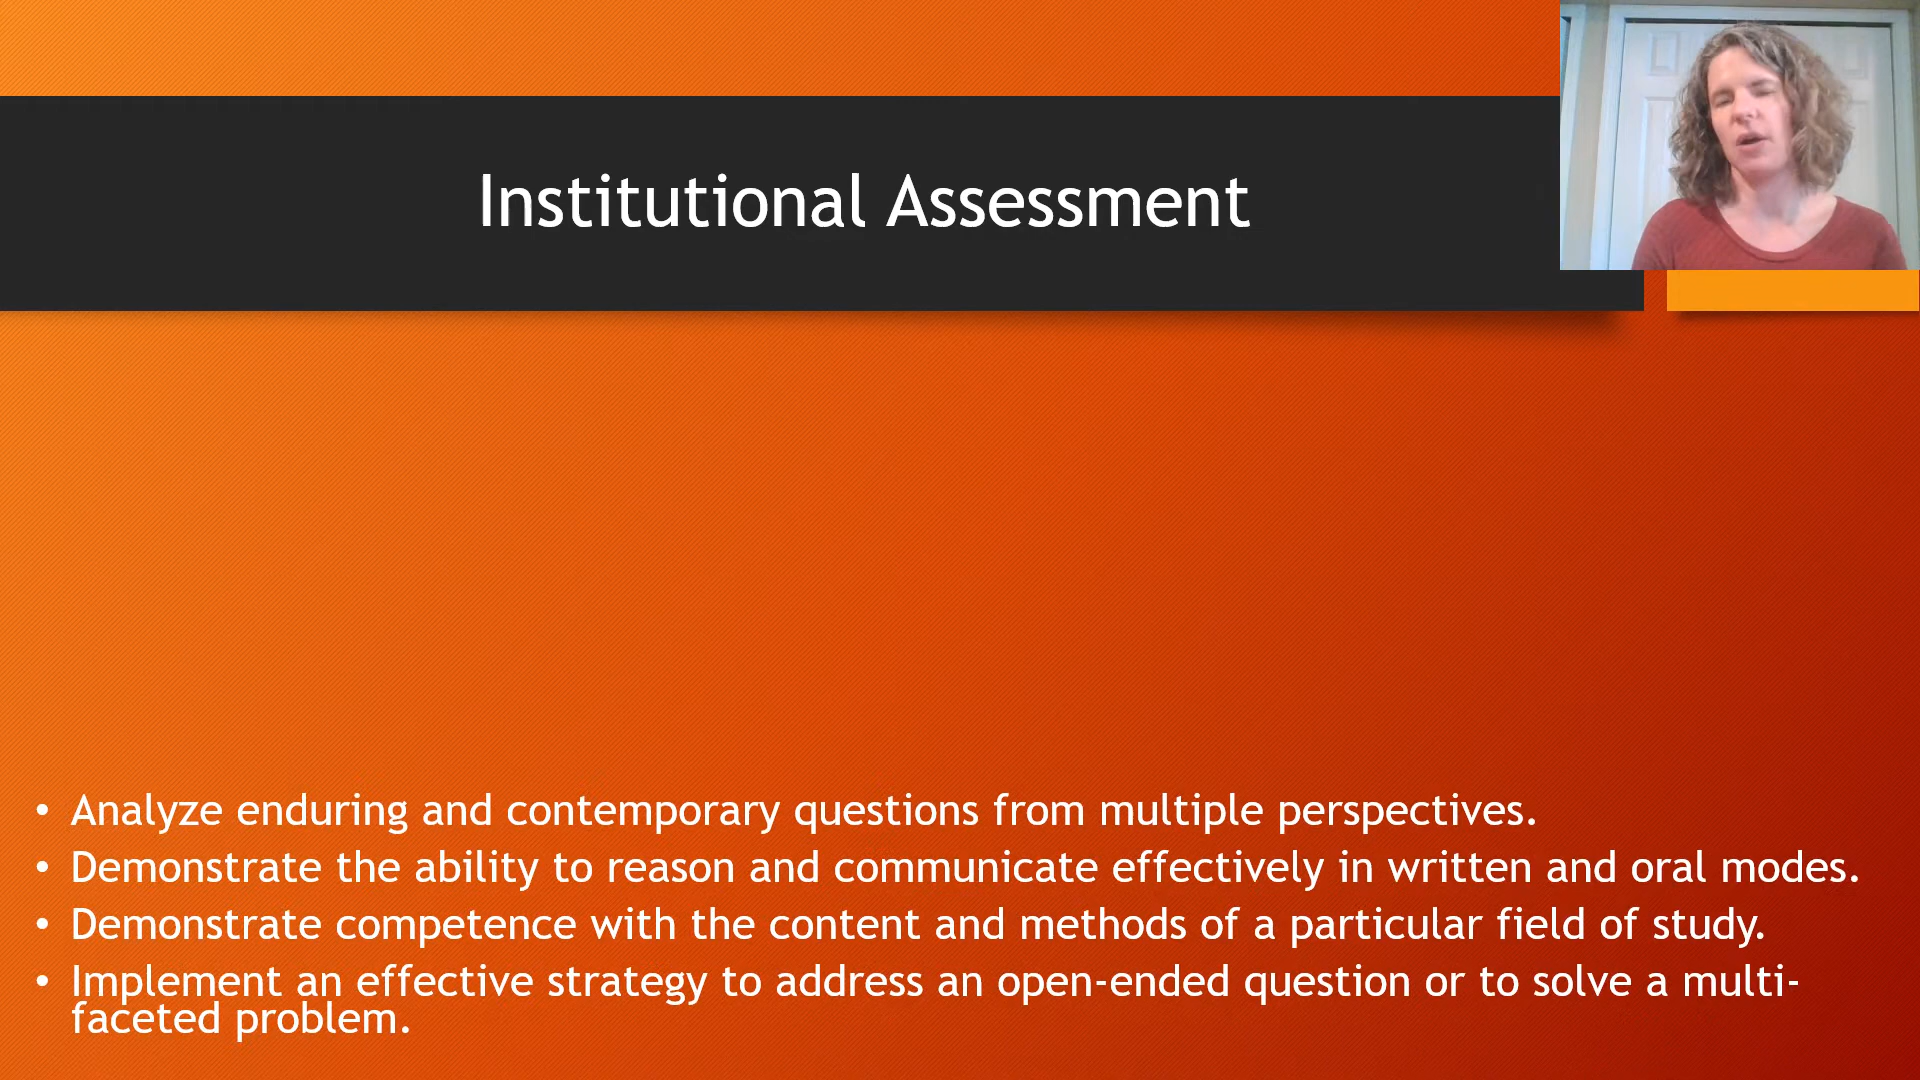 Institutional Assessment
• Analyze enduring and contemporary questions from multiple perspectives.
• Demonstrate the ability to reason and communicate effectively in written and oral modes.
• Demonstrate competence with the content and methods of a particular field of study.
• Implement an effective strategy to address an open-ended question or to solve a multi-
faceted problem.